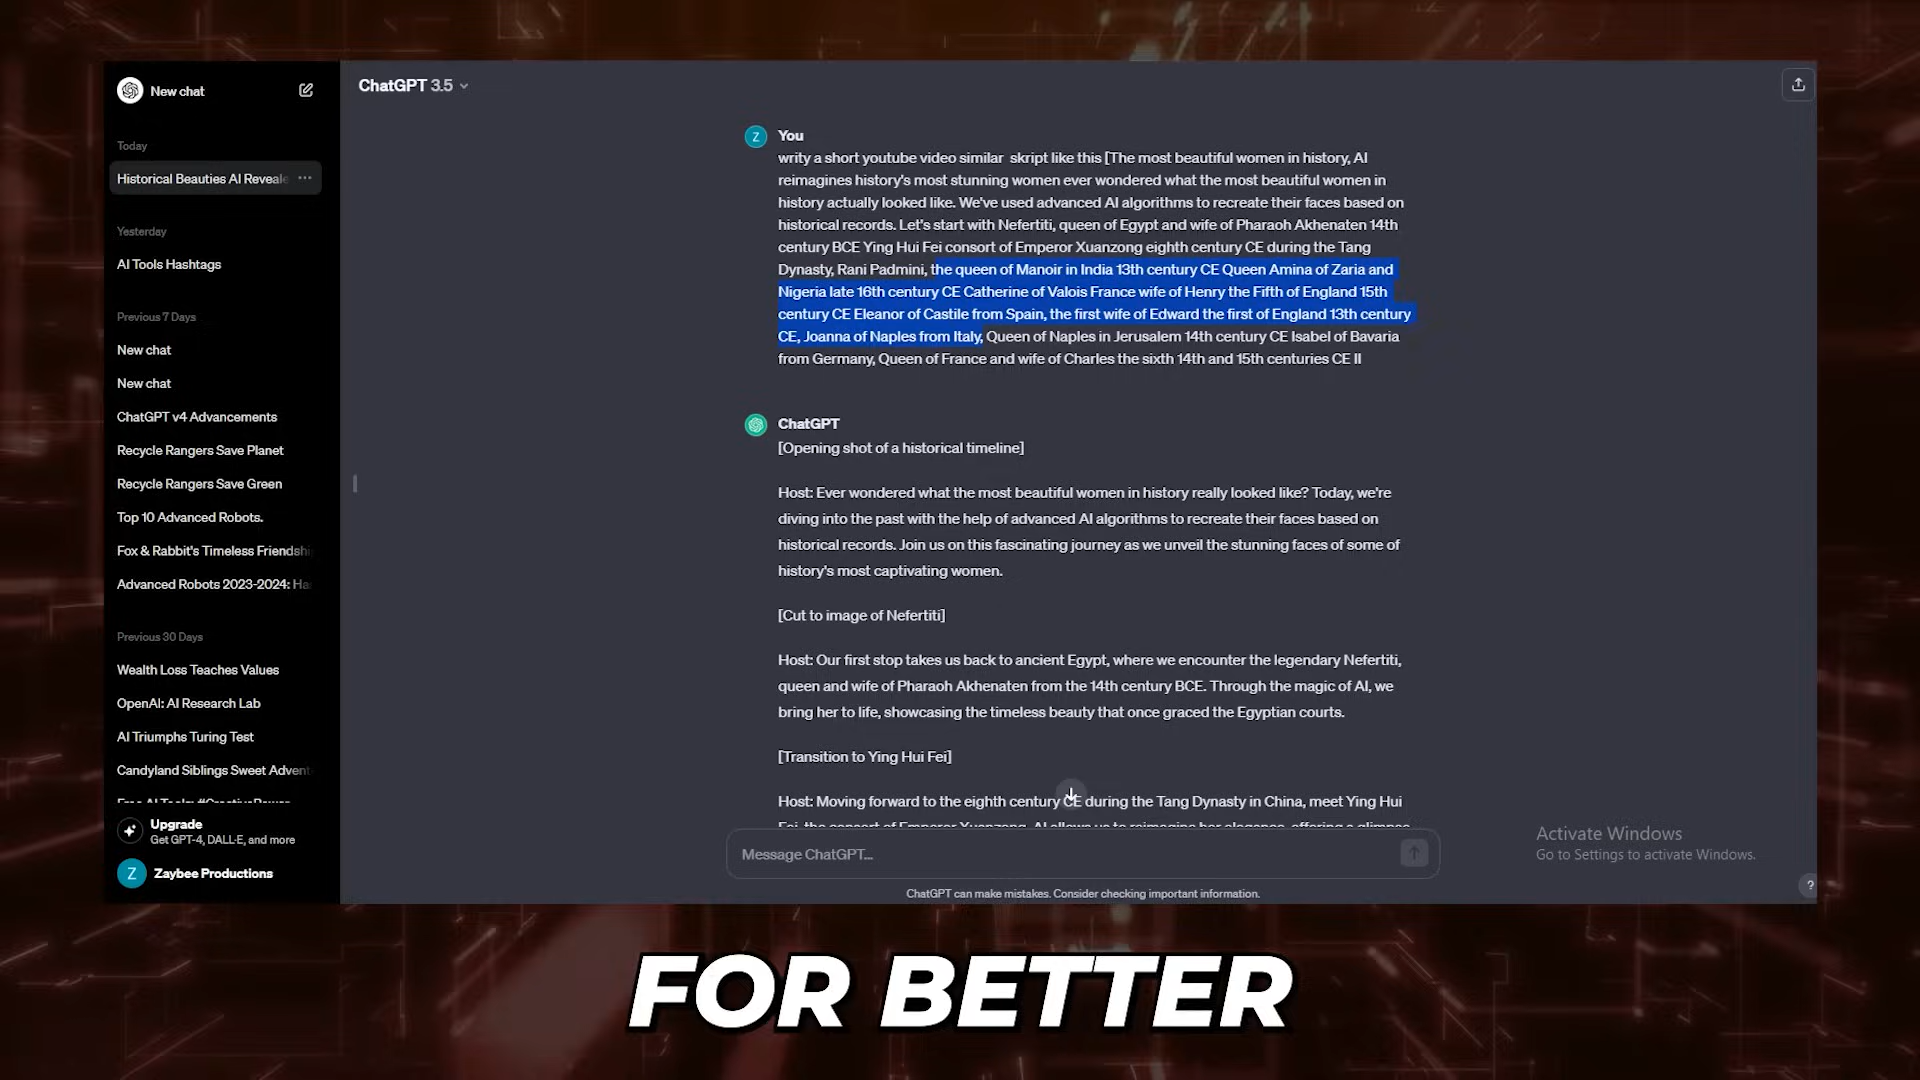 New chat
Today
Historical Beauties AI Reveale
Yesterday
AI Tools Hashtags
Previous 7 Days
New chat
New chat
ChatGPT v4 Advancements
Recycle Rangers Save Planet
Recycle Rangers Save Green
Top 10 Advanced Robots.
Fox & Rabbit's Timeless Friendshi
Advanced Robots 2023-2024: Ha
Previous 30 Days
Wealth Loss Teaches Values
OpenAI: AI Research Lab
AI Triumphs Turing Test
Candyland Siblings Sweet Advent
Upgrade
Get GPT-4, DALL-E, and more
Z Zaybee Productions
ChatGPT 3.5
Z You
writy a short youtube video similar skript like this [The most beautiful women in history, AI
reimagines history's most stunning women ever wondered what the most beautiful women in
history actually looked like. We've used advanced AI algorithms to recreate their faces based on
historical records. Let's start with Nefertiti, queen of Egypt and wife of Pharaoh Akhenaten 14th
century BCE Ying Hui Fei consort of Emperor Xuanzong eighth century CE during the Tang
Dynasty, Rani Padmini, the queen of Manoir in India 13th century CE Queen Amina of Zaria and
Nigeria late 16th century CE Catherine of Valois France wife of Henry the Fifth of England 15th
century CE Eleanor of Castile from Spain, the first wife of Edward the first of England 13th century
CE, Joanna of Naples from Italy, Queen of Naples in Jerusalem 14th century CE Isabel of Bavaria
from Germany, Queen of France and wife of Charles the sixth 14th and 15th centuries CE II
ChatGPT
[Opening shot of a historical timeline]
Host: Ever wondered what the most beautiful women in history really looked like? Today, we're
diving into the past with the help of advanced AI algorithms to recreate their faces based on
historical records. Join us on this fascinating journey as we unveil the stunning faces of some of
history's most captivating women.
[Cut to image of Nefertiti]
Host: Our first stop takes us back to ancient Egypt, where we encounter the legendary Nefertiti,
queen and wife of Pharaoh Akhenaten from the 14th century BCE. Through the magic of AI, we
bring her to life, showcasing the timeless beauty that once graced the Egyptian courts.
[Transition to Ying Hui Fei]
Host: Moving forward to the eighth century CE during the Tang Dynasty in China, meet Ying Hui
Message ChatGPT...
ChatGPT can make mistakes. Consider checking important information.
Activate Windows
Go to Settings to activate Windows.
?
FOR BETTER